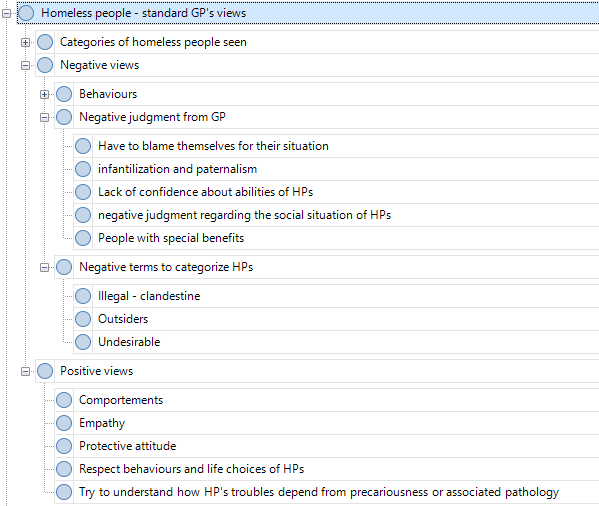 Homeless people - standard GP's views
Categories of homeless people seen
Negative views
Behaviours
Negative judgment from GP
Have to blame themselves for their situation
infantilization and paternalism
Lack of confidence about abilities of HPs
negative judgment regarding the social situation of HPs
People with special benefits
Negative terms to categorize HPs
Illegal - clandestine
Outsiders
Undesirable
Positive views
Comportements
Empathy
Protective attitude
Respect behaviours and life choices of HPs
Try to understand how HP's troubles depend from precariousness or associated pathology